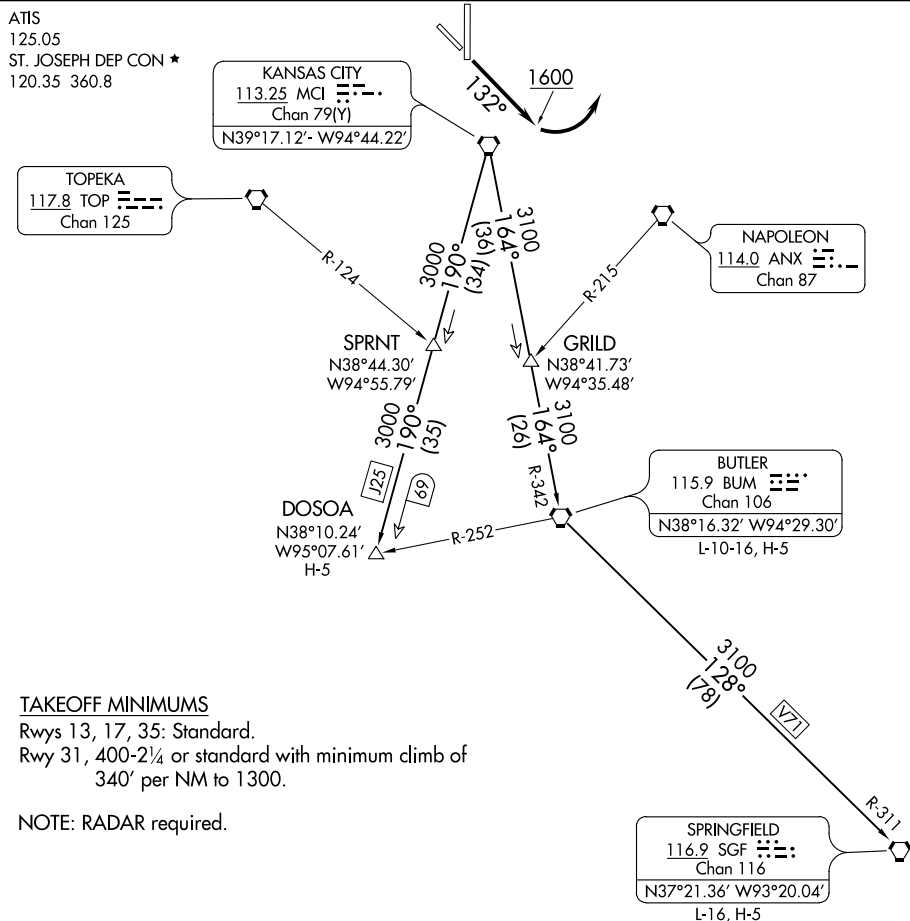 ATIS
125.05
ST. JOSEPH DEP CON ★
120.35 360.8
132°
1600
KANSAS CITY
113.25 MCI
Chan 79(Y)
N39°17.12'- W94°44.22'
TOPEKA
117.8 TOP
Chan 125
NAPOLEON
114.0 ANX
Chan 87
R-124
3000
190°
(34)
3100
164°
(36)
R-215
SPRNT
N38°44.30'
W94°55.79'
GRILD
N38°41.73'
W94°35.48'
3000
190°
(35)
3100
164°
(26)
J25
69
R-342
BUTLER
115.9 BUM
Chan 106
N38°16.32' W94°29.30'
L-10-16, H-5
DOSOA
N38°10.24'
W95°07.61'
H-5
R-252
3100
128°
(78)
V71
R-311
TAKEOFF MINIMUMS
Rwys 13, 17, 35: Standard.
Rwy 31, 400-2¼ or standard with minimum climb of
340' per NM to 1300.
NOTE: RADAR required.
SPRINGFIELD
116.9 SGF
Chan 116
N37°21.36' W93°20.04'
L-16, H-5